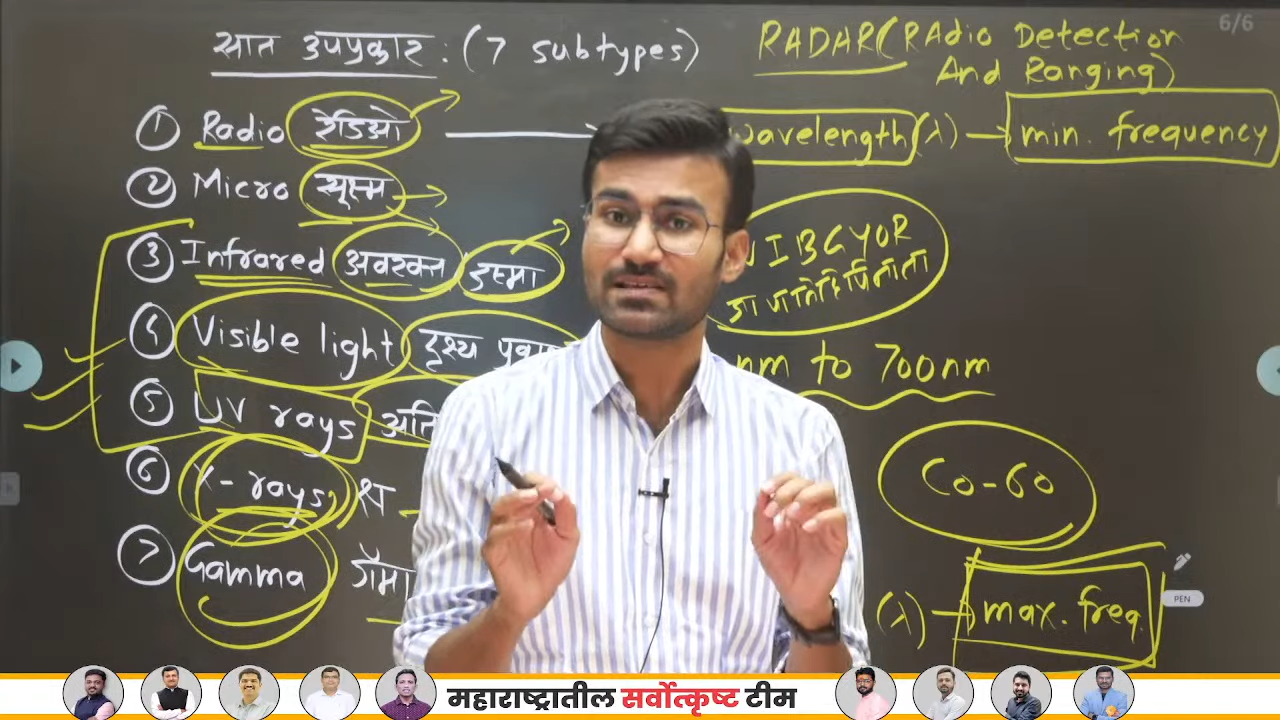 सात उपप्रकार : (7 subtypes)
RADAR (RAdio Detection
And Ranging)
6/6
① Radio रेडिओ → wavelength (λ) → min. frequency
② Micro सूक्ष्म
③ Infrared अवरक्त / उष्मा
④ Visible light दृश्य
⑤ UV rays अति
⑥ X-rays क्ष
⑦ Gamma गॅमा
I B G Y O R
nm to 700nm
Co-60
(λ) → max. freq.
PEN
महाराष्ट्रातील सर्वोत्कृष्ट टीम